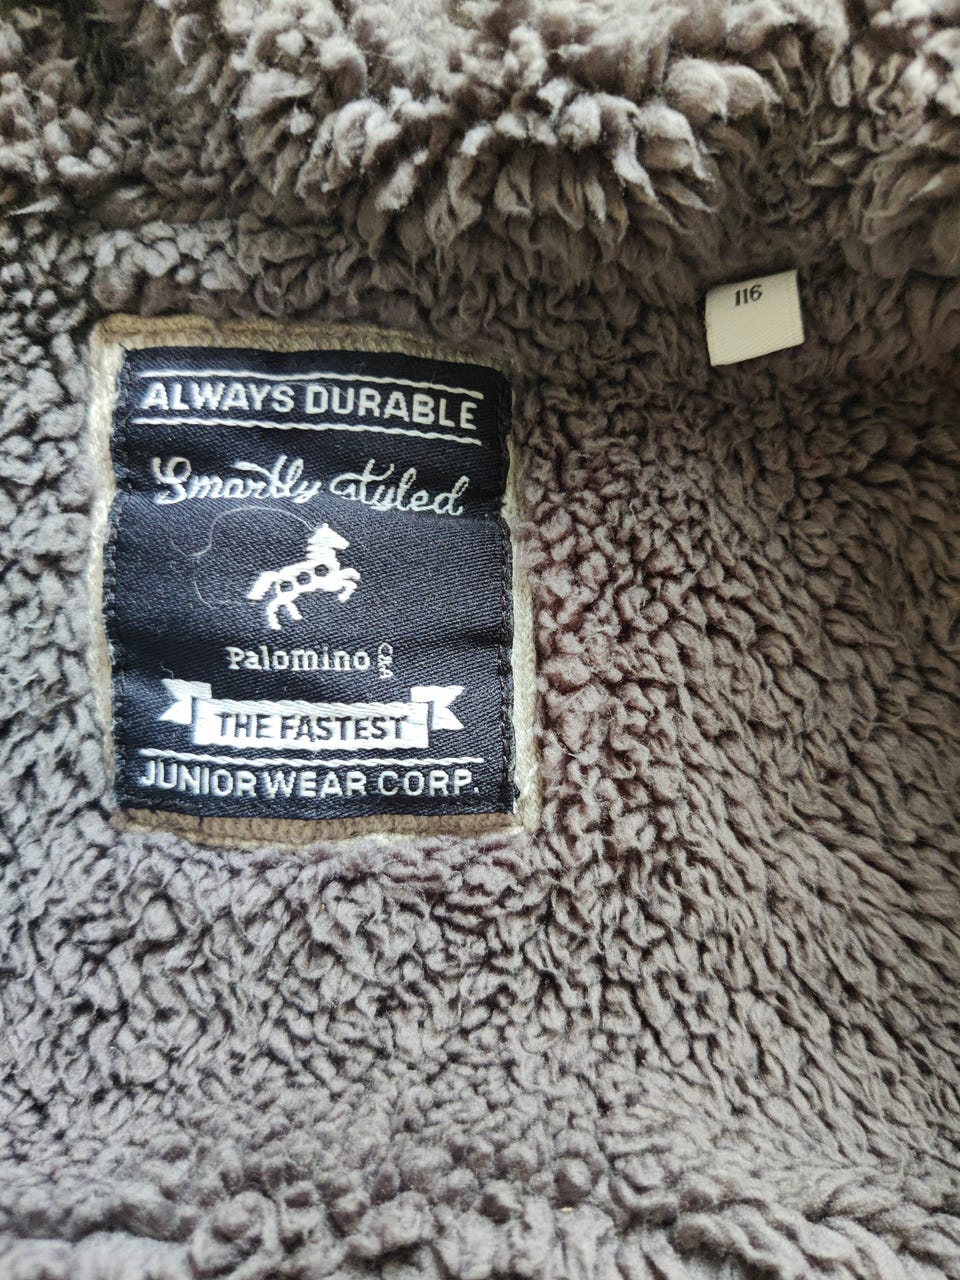 116
ALWAYS DURABLE
Smartly Styled
Palomino C&A
THE FASTEST
JUNIOR WEAR CORP.